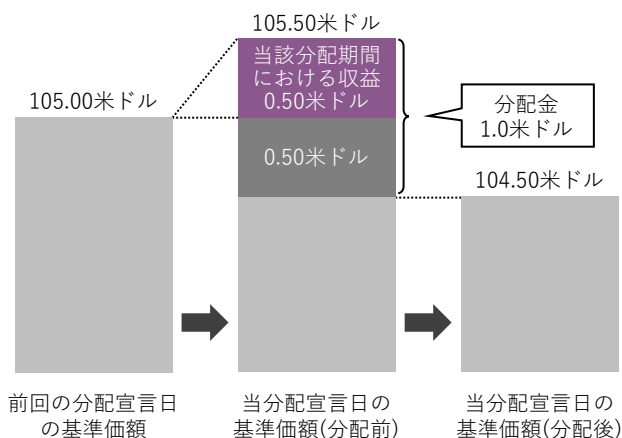 105.50米ドル
当該分配期間
における収益
0.50米ドル
105.00米ドル
分配金
1.0米ドル
0.50米ドル
104.50米ドル
前回の分配宣言日
の基準価額
当分配宣言日の
基準価額(分配前)
当分配宣言日の
基準価額(分配後)